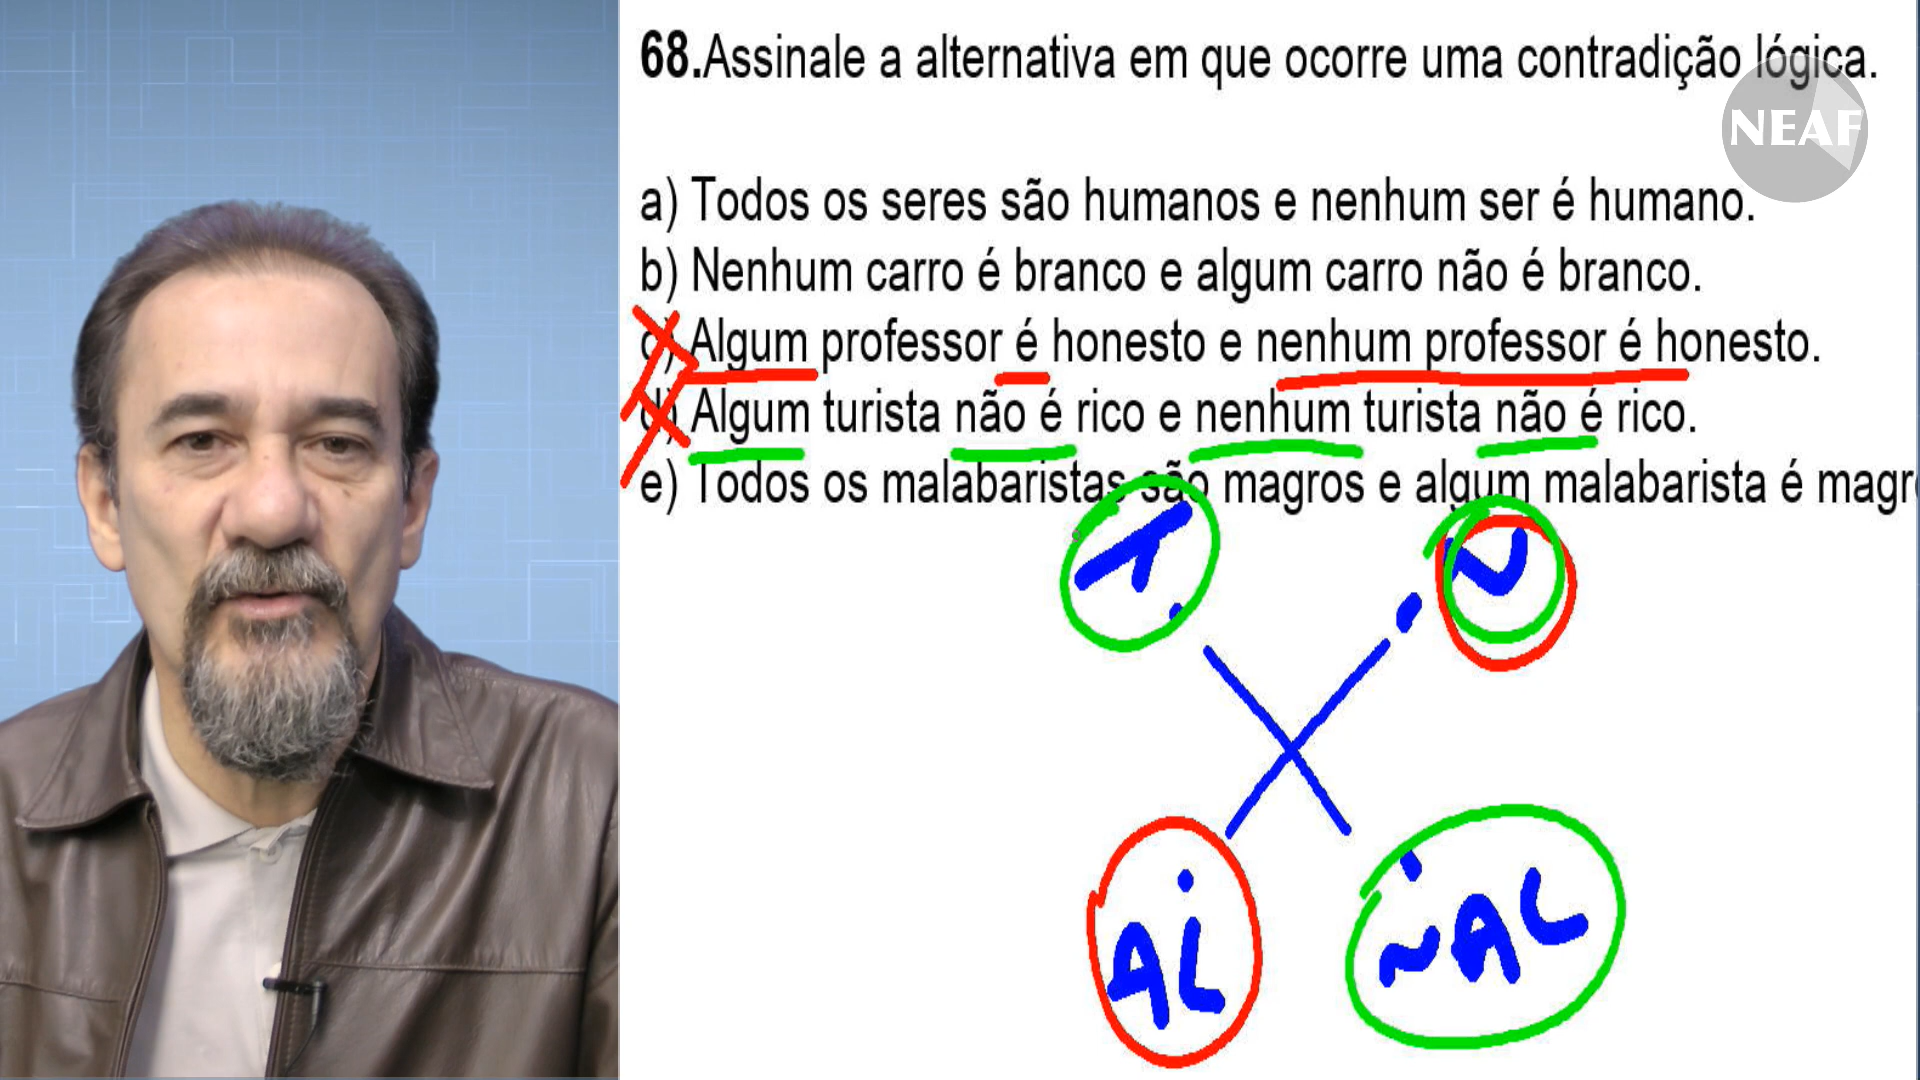 68.Assinale a alternativa em que ocorre uma contradição lógica.
NEAF
a) Todos os seres são humanos e nenhum ser é humano.
b) Nenhum carro é branco e algum carro não é branco.
c) Algum professor é honesto e nenhum professor é honesto.
d) Algum turista não é rico e nenhum turista não é rico.
e) Todos os malabaristas são magros e algum malabarista é magr
T N
AL ~AL